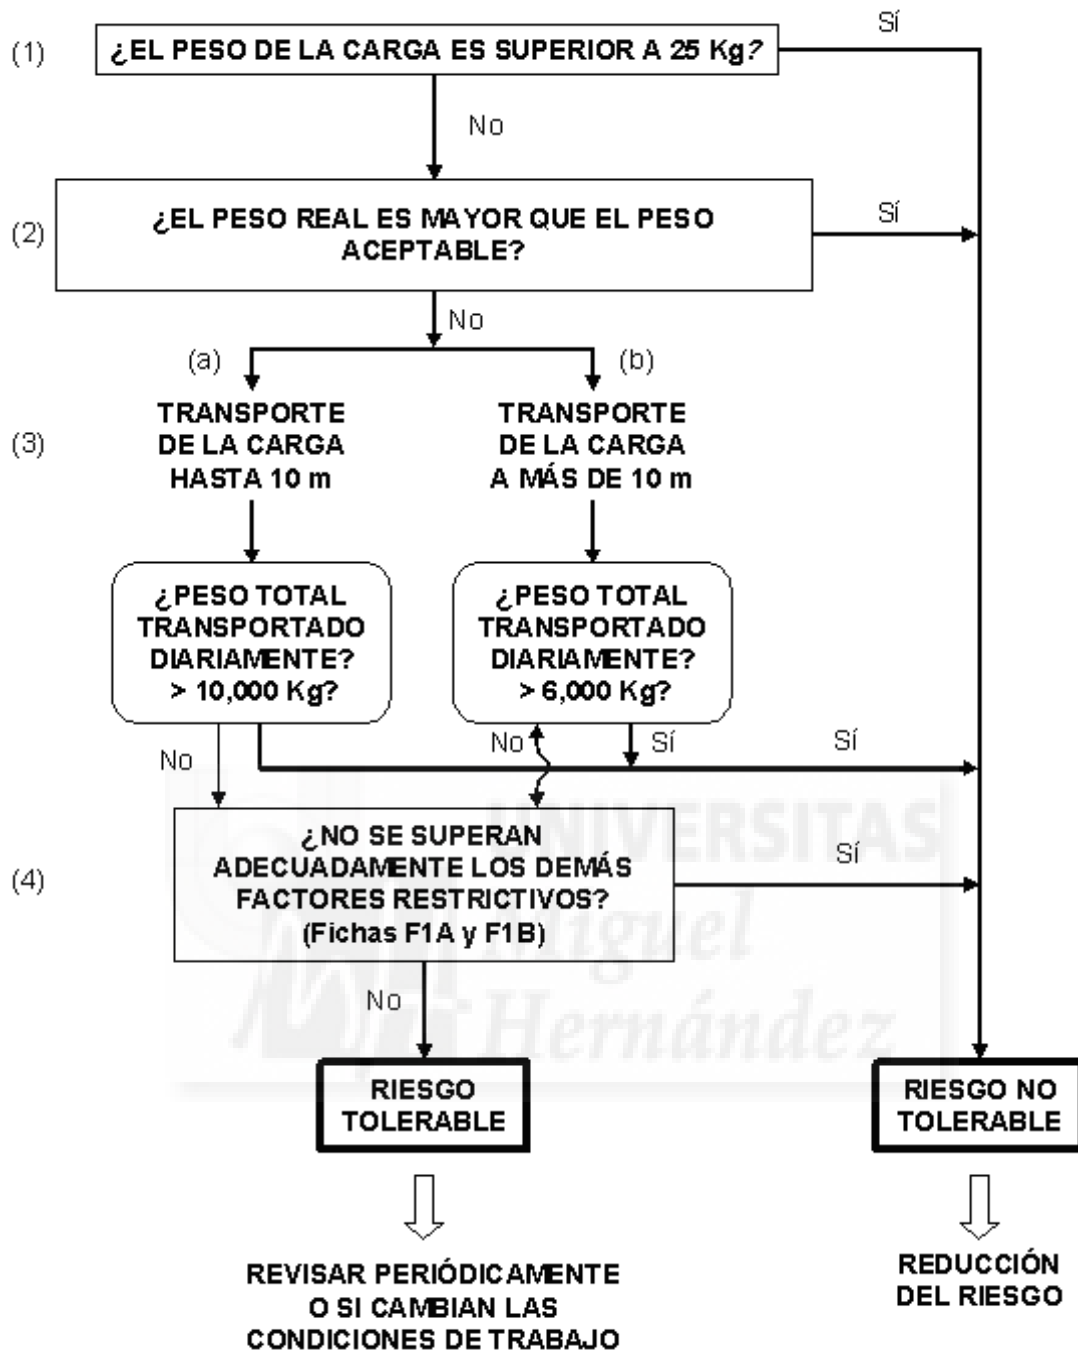 Sí
(1)
¿EL PESO DE LA CARGA ES SUPERIOR A 25 Kg?
No
(2)
¿EL PESO REAL ES MAYOR QUE EL PESO
ACEPTABLE?
Sí
No
(a)
(b)
(3)
TRANSPORTE
DE LA CARGA
HASTA 10 m
TRANSPORTE
DE LA CARGA
A MÁS DE 10 m
¿PESO TOTAL
TRANSPORTADO
DIARIAMENTE?
> 10,000 Kg?
¿PESO TOTAL
TRANSPORTADO
DIARIAMENTE?
> 6,000 Kg?
No
No
Sí
Sí
(4)
¿NO SE SUPERAN
ADECUADAMENTE LOS DEMÁS
FACTORES RESTRICTIVOS?
(Fichas F1A y F1B)
Sí
UNIVERSITAS
Miguel
Hernández
No
RIESGO
TOLERABLE
RIESGO NO
TOLERABLE
REVISAR PERIÓDICAMENTE
O SI CAMBIAN LAS
CONDICIONES DE TRABAJO
REDUCCIÓN
DEL RIESGO